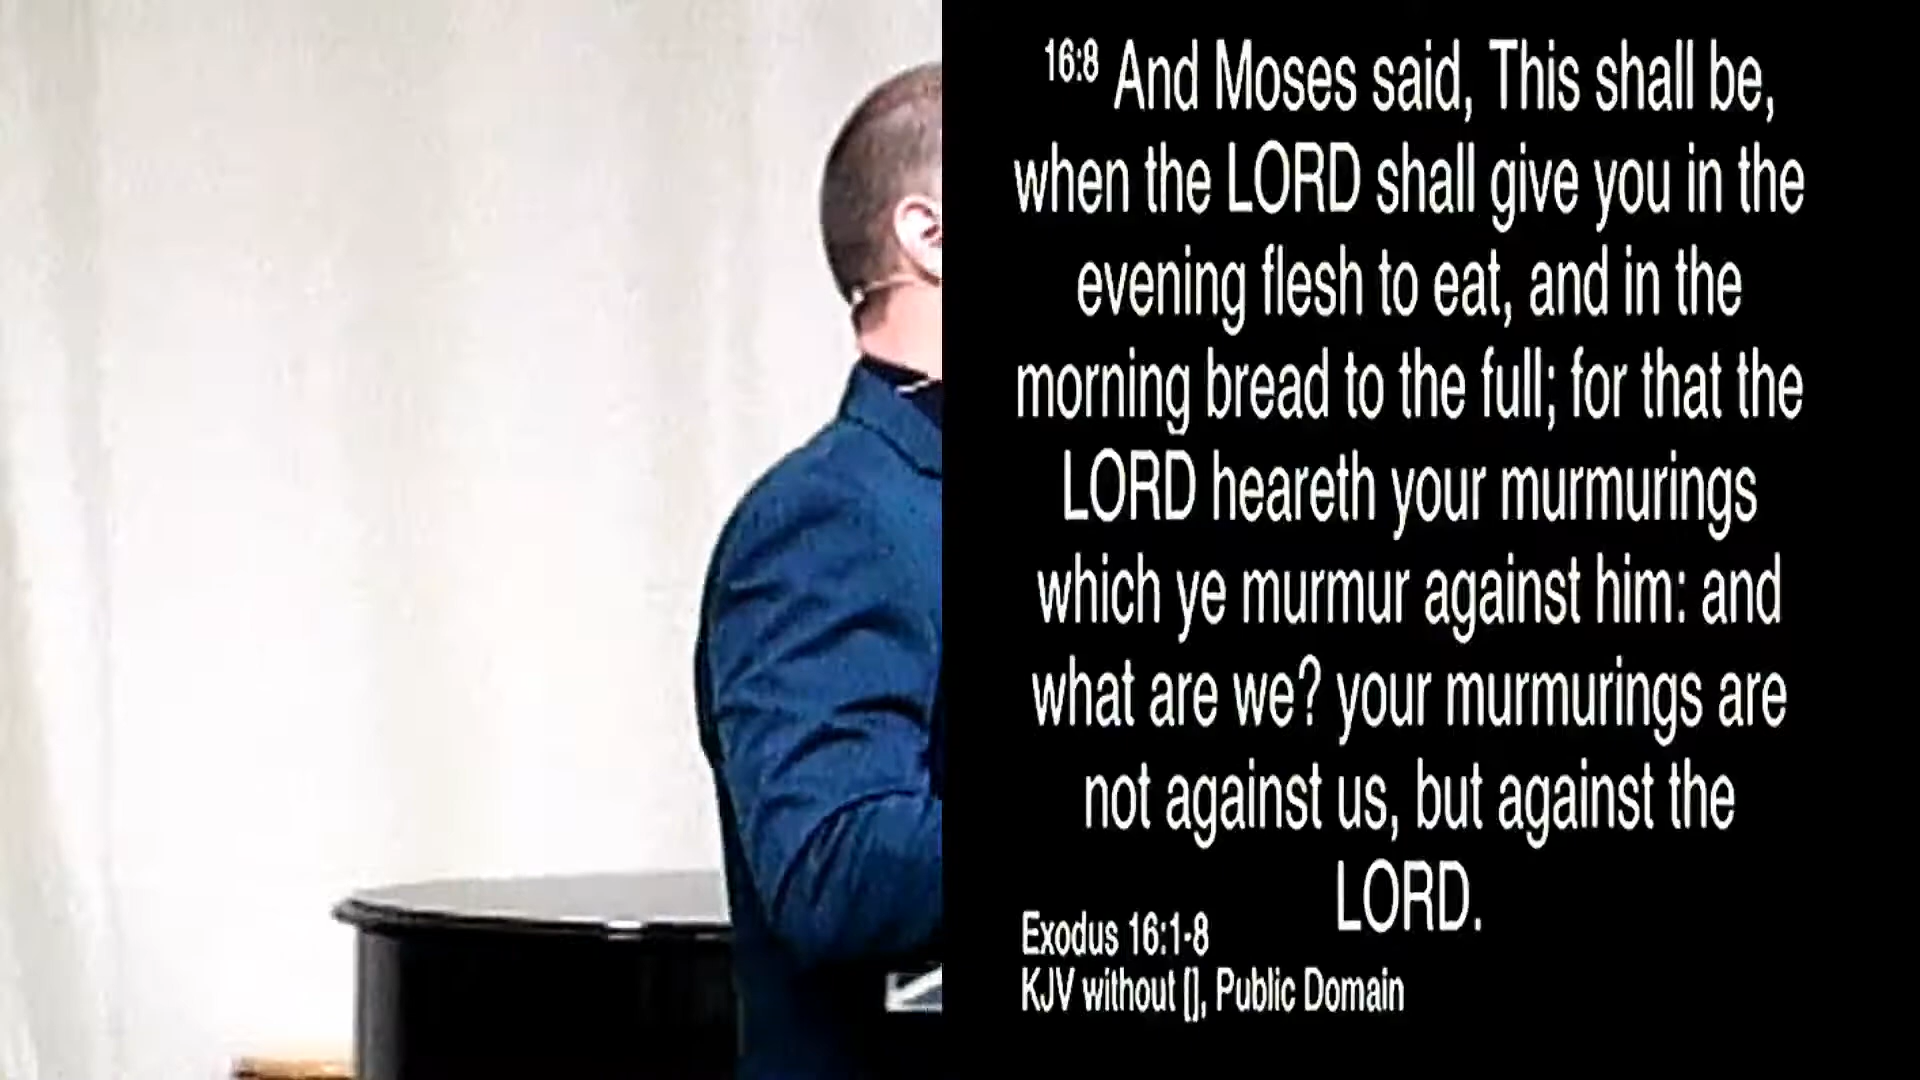 16:8 And Moses said, This shall be,
when the LORD shall give you in the
evening flesh to eat, and in the
morning bread to the full; for that the
LORD heareth your murmurings
which ye murmur against him: and
what are we? your murmurings are
not against us, but against the
LORD.
Exodus 16:1-8
KJV without [], Public Domain